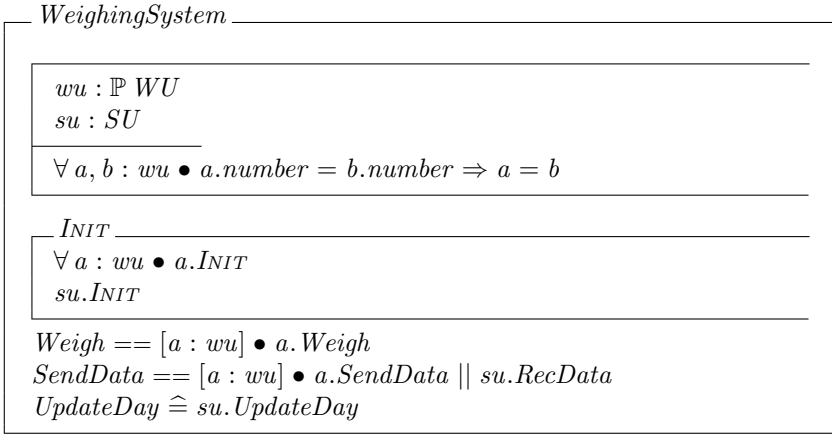 WeighingSystem
wu : ℙ WU
su : SU
∀ a, b : wu • a.number = b.number ⇒ a = b
INIT
∀ a : wu • a.INIT
su.INIT
Weigh == [a : wu] • a.Weigh
SendData == [a : wu] • a.SendData || su.RecData
UpdateDay ≙ su.UpdateDay